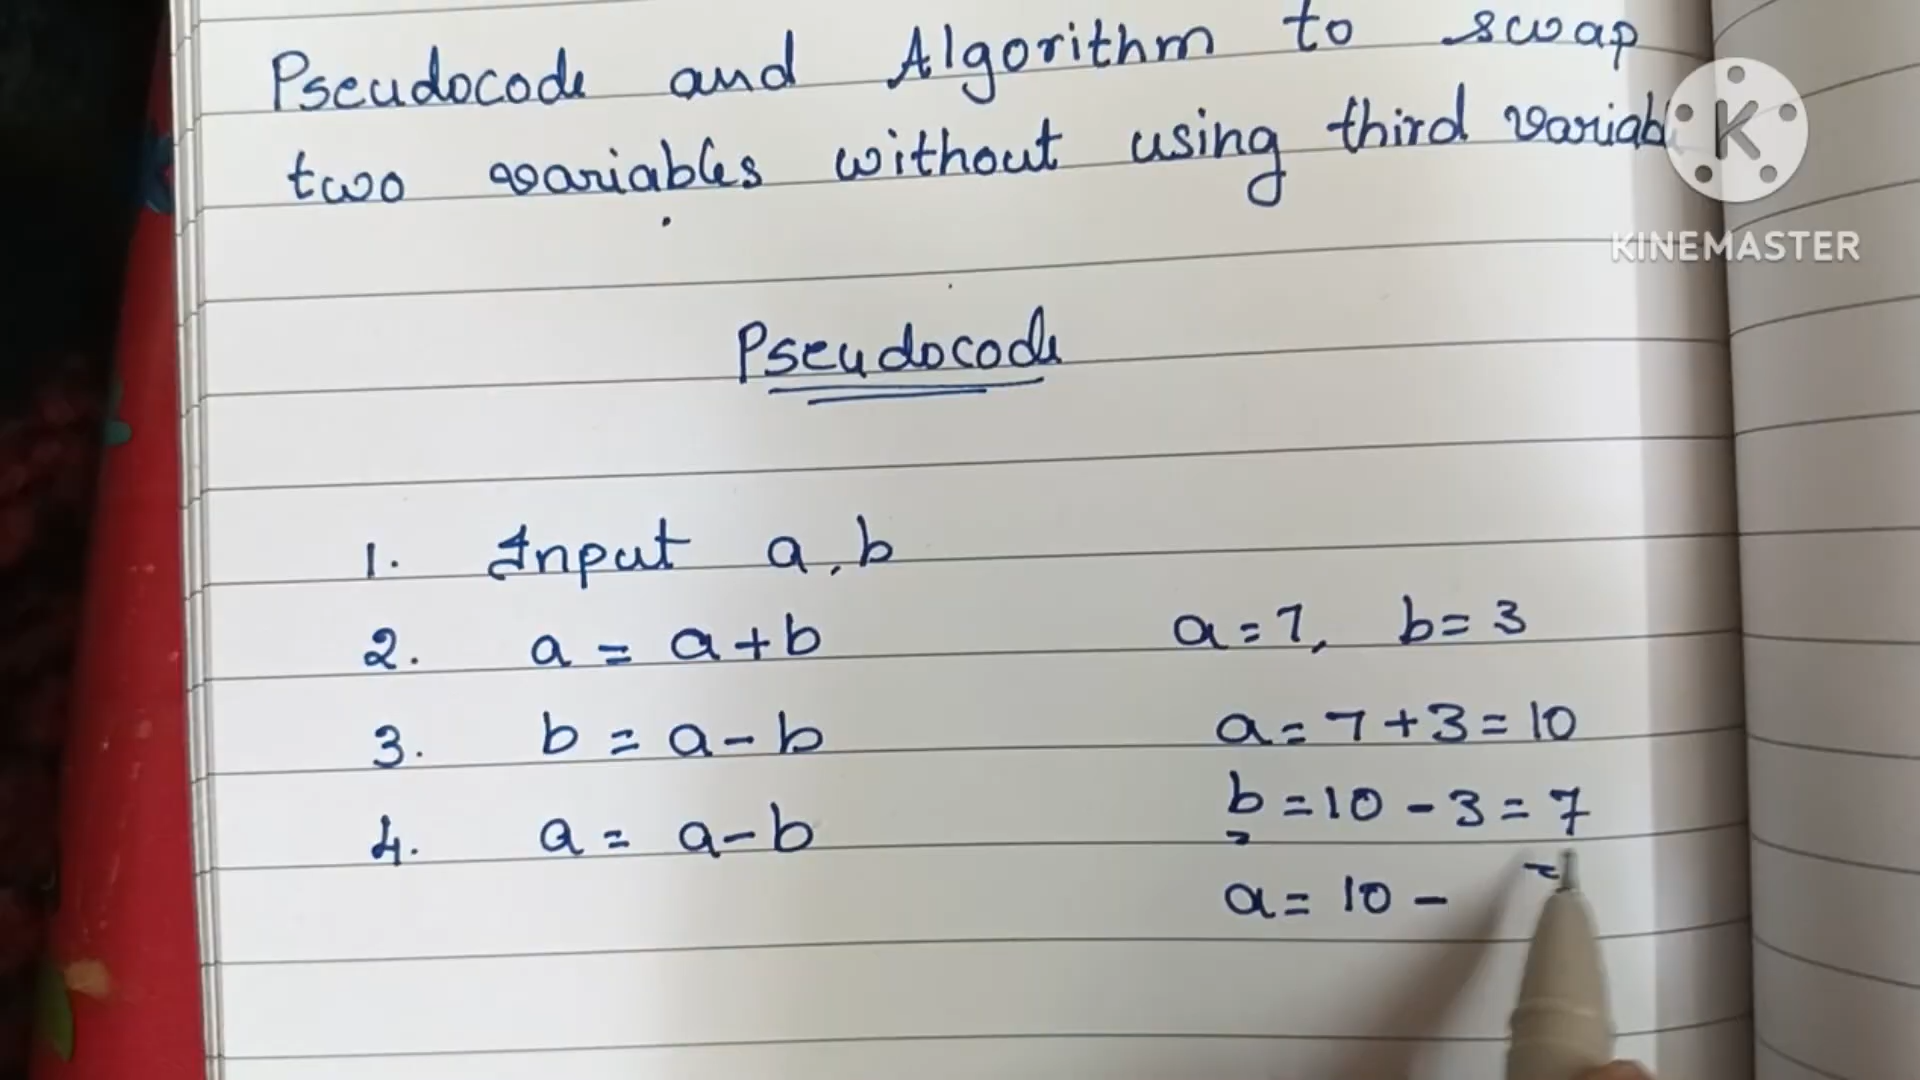 Pseudocode and Algorithm to swap
two variables without using third variab
KINEMASTER
Pseudocode
1. Input a, b
2. a = a + b
a = 7, b = 3
3. b = a - b
a = 7 + 3 = 10
b = 10 - 3 = 7
4. a = a - b
a = 10 -